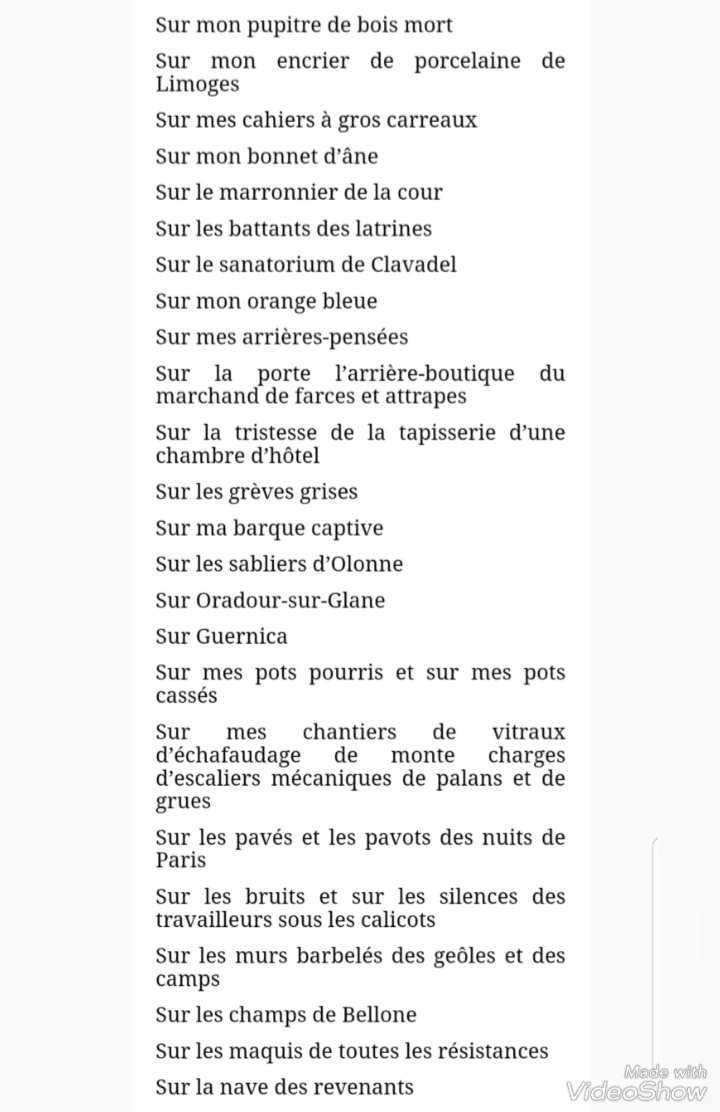 Sur mon pupitre de bois mort
Sur mon encrier de porcelaine de
Limoges
Sur mes cahiers à gros carreaux
Sur mon bonnet d’âne
Sur le marronnier de la cour
Sur les battants des latrines
Sur le sanatorium de Clavadel
Sur mon orange bleue
Sur mes arrières-pensées
Sur la porte l’arrière-boutique du
marchand de farces et attrapes
Sur la tristesse de la tapisserie d’une
chambre d’hôtel
Sur les grèves grises
Sur ma barque captive
Sur les sabliers d’Olonne
Sur Oradour-sur-Glane
Sur Guernica
Sur mes pots pourris et sur mes pots
cassés
Sur mes chantiers de vitraux
d’échafaudage de monte charges
d’escaliers mécaniques de palans et de
grues
Sur les pavés et les pavots des nuits de
Paris
Sur les bruits et sur les silences des
travailleurs sous les calicots
Sur les murs barbelés des geôles et des
camps
Sur les champs de Bellone
Sur les maquis de toutes les résistances
Sur la nave des revenants
Made with
VideoShow